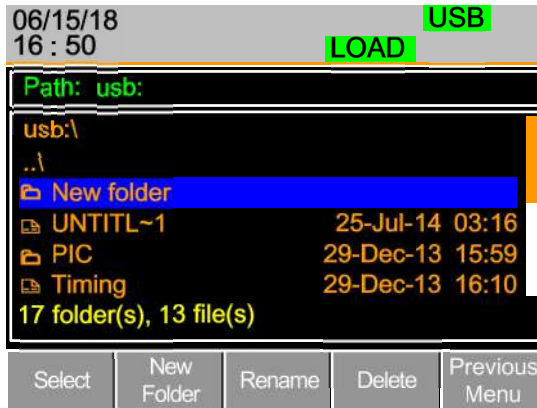 06/15/18 USB
16 : 50 LOAD
Path: usb:
usb:\
..\
New folder
UNTITL~1 25-Jul-14 03:16
PIC 29-Dec-13 15:59
Timing 29-Dec-13 16:10
17 folder(s), 13 file(s)
Select New Folder Rename Delete Previous Menu